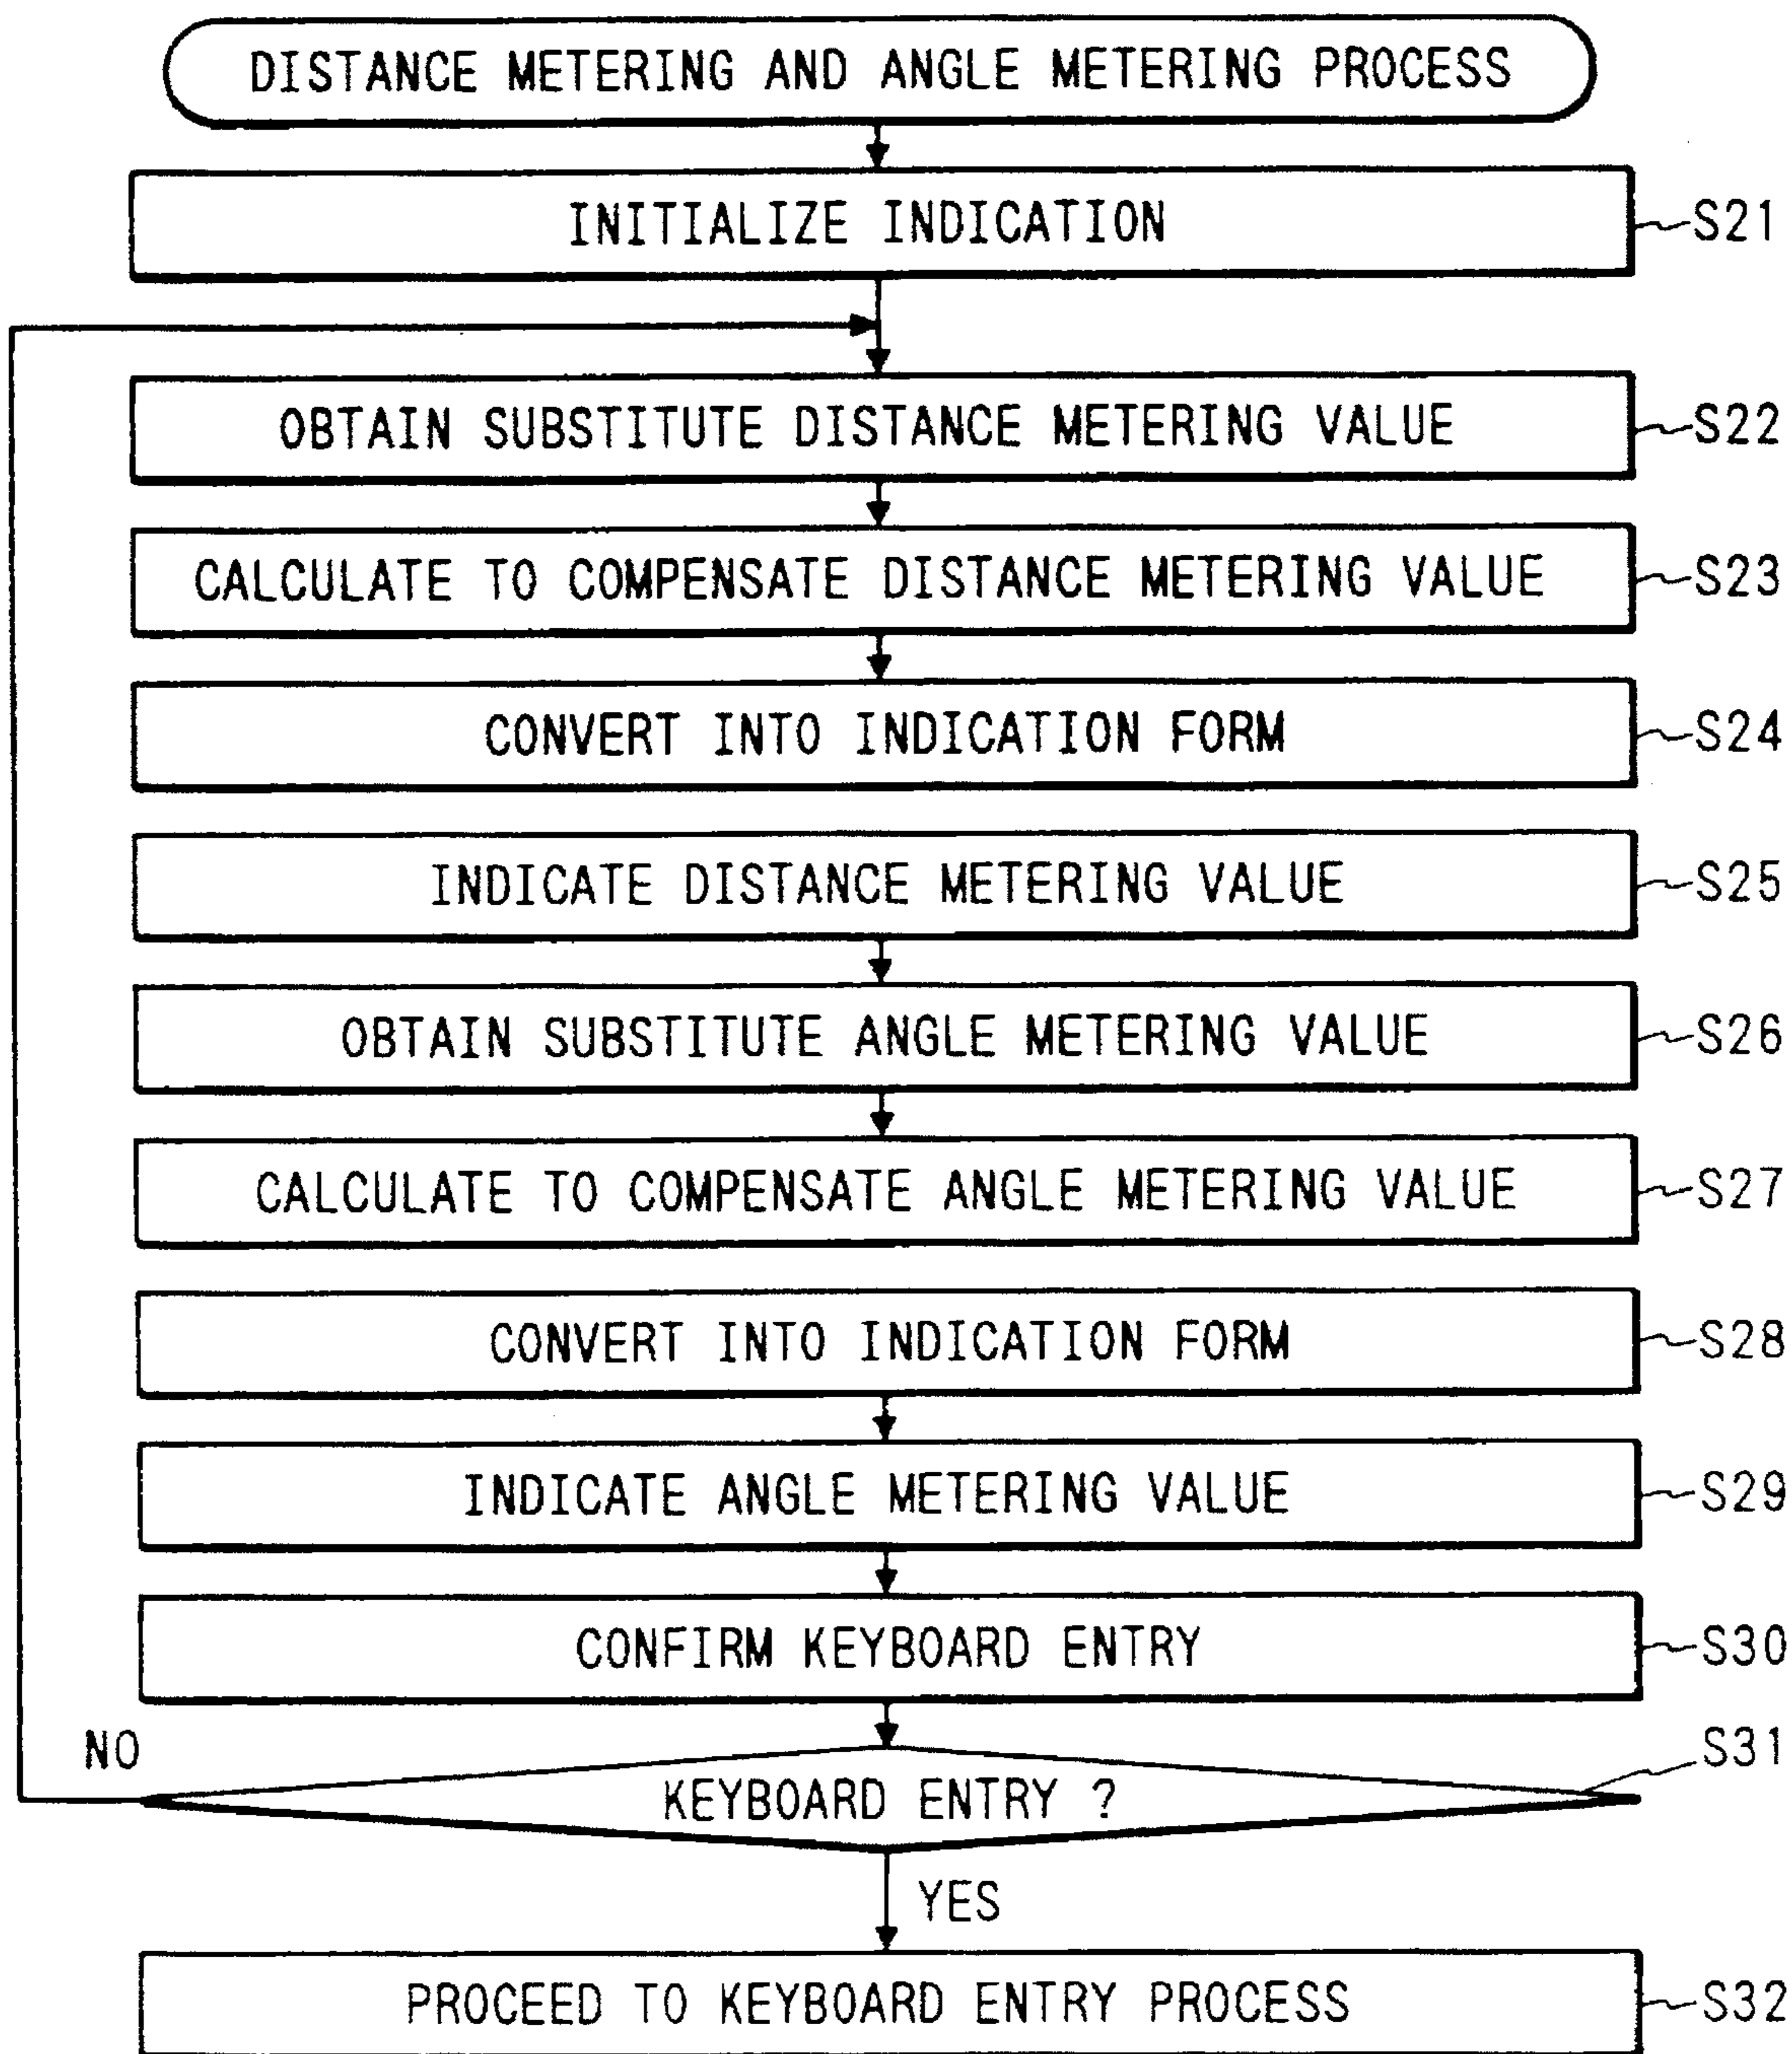 DISTANCE METERING AND ANGLE METERING PROCESS
INITIALIZE INDICATION
S21
OBTAIN SUBSTITUTE DISTANCE METERING VALUE
S22
CALCULATE TO COMPENSATE DISTANCE METERING VALUE
S23
CONVERT INTO INDICATION FORM
S24
INDICATE DISTANCE METERING VALUE
S25
OBTAIN SUBSTITUTE ANGLE METERING VALUE
S26
CALCULATE TO COMPENSATE ANGLE METERING VALUE
S27
CONVERT INTO INDICATION FORM
S28
INDICATE ANGLE METERING VALUE
S29
CONFIRM KEYBOARD ENTRY
S30
NO
S31
KEYBOARD ENTRY ?
YES
PROCEED TO KEYBOARD ENTRY PROCESS
S32